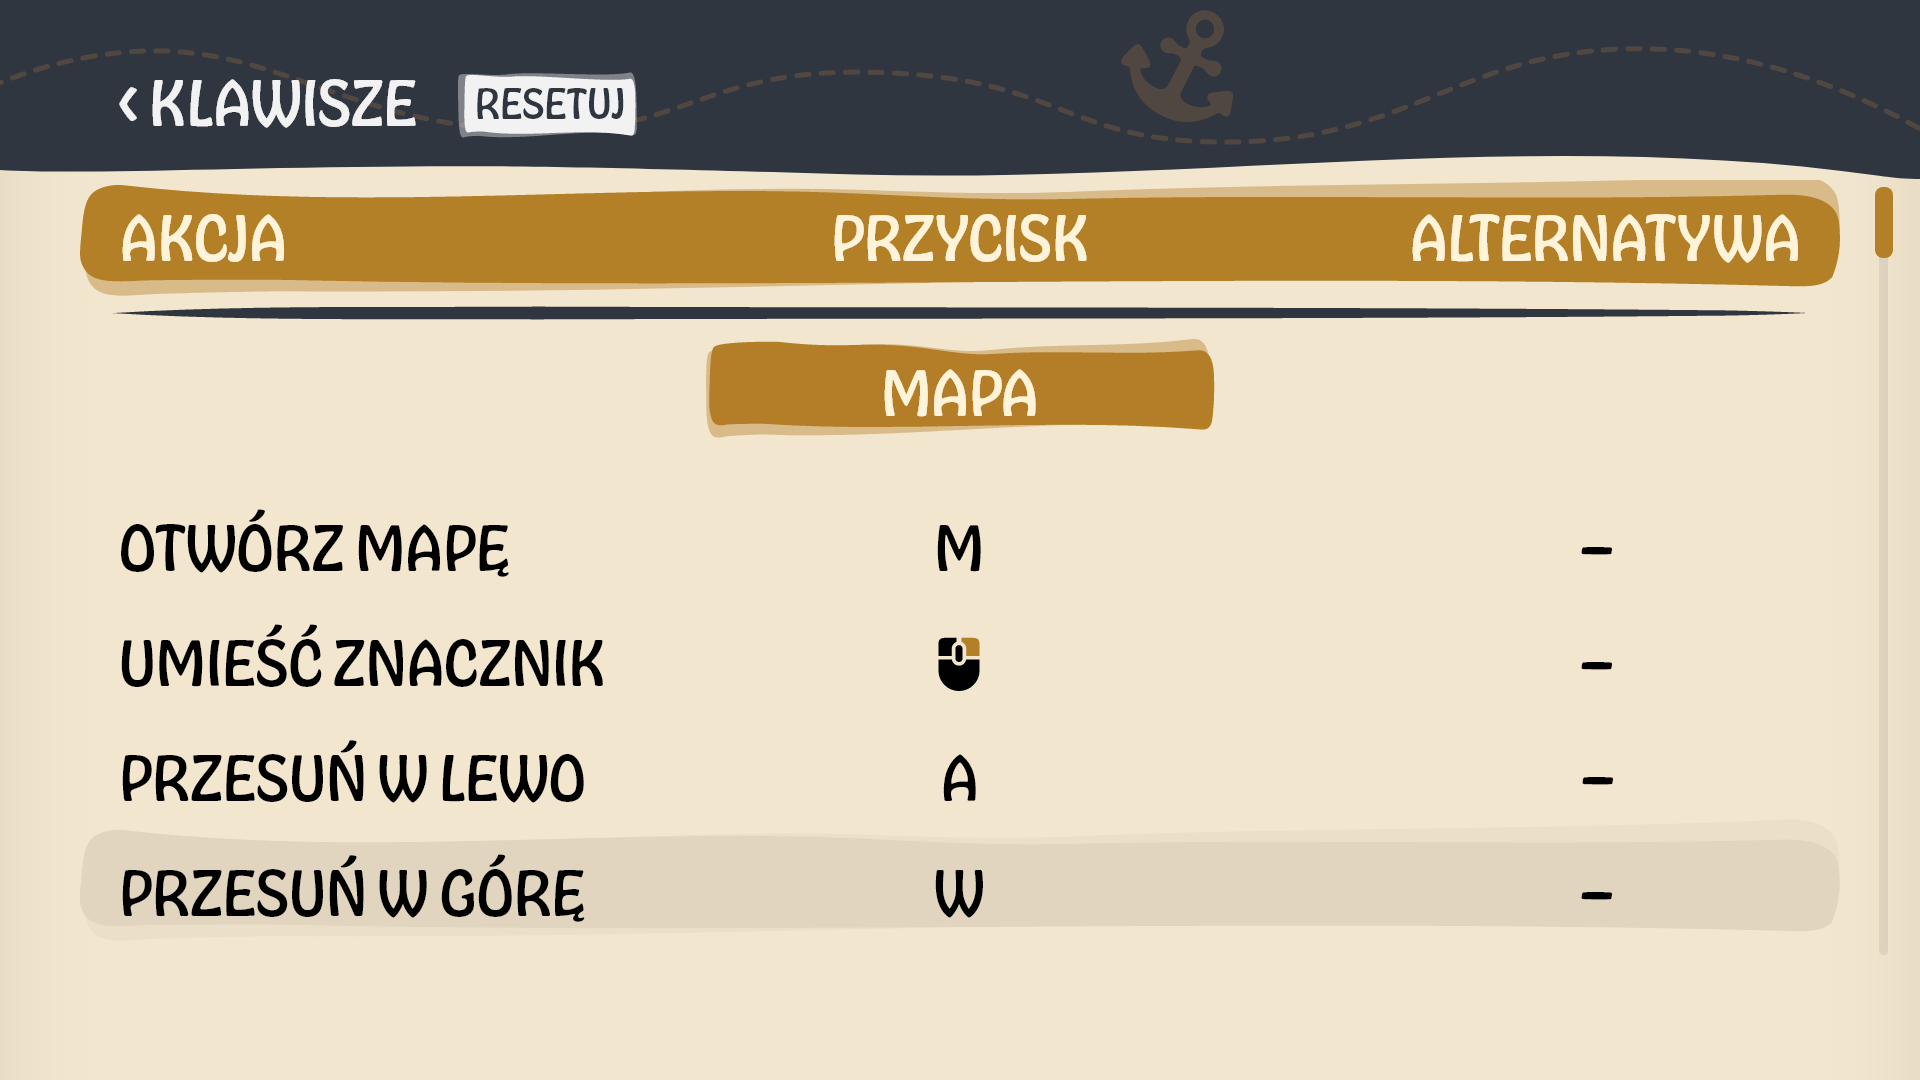 ‹ KLAWISZE RESETUJ
AKCJA PRZYCISK ALTERNATYWA
MAPA
OTWÓRZ MAPĘ M –
UMIEŚĆ ZNACZNIK –
PRZESUŃ W LEWO A –
PRZESUŃ W GÓRĘ W –